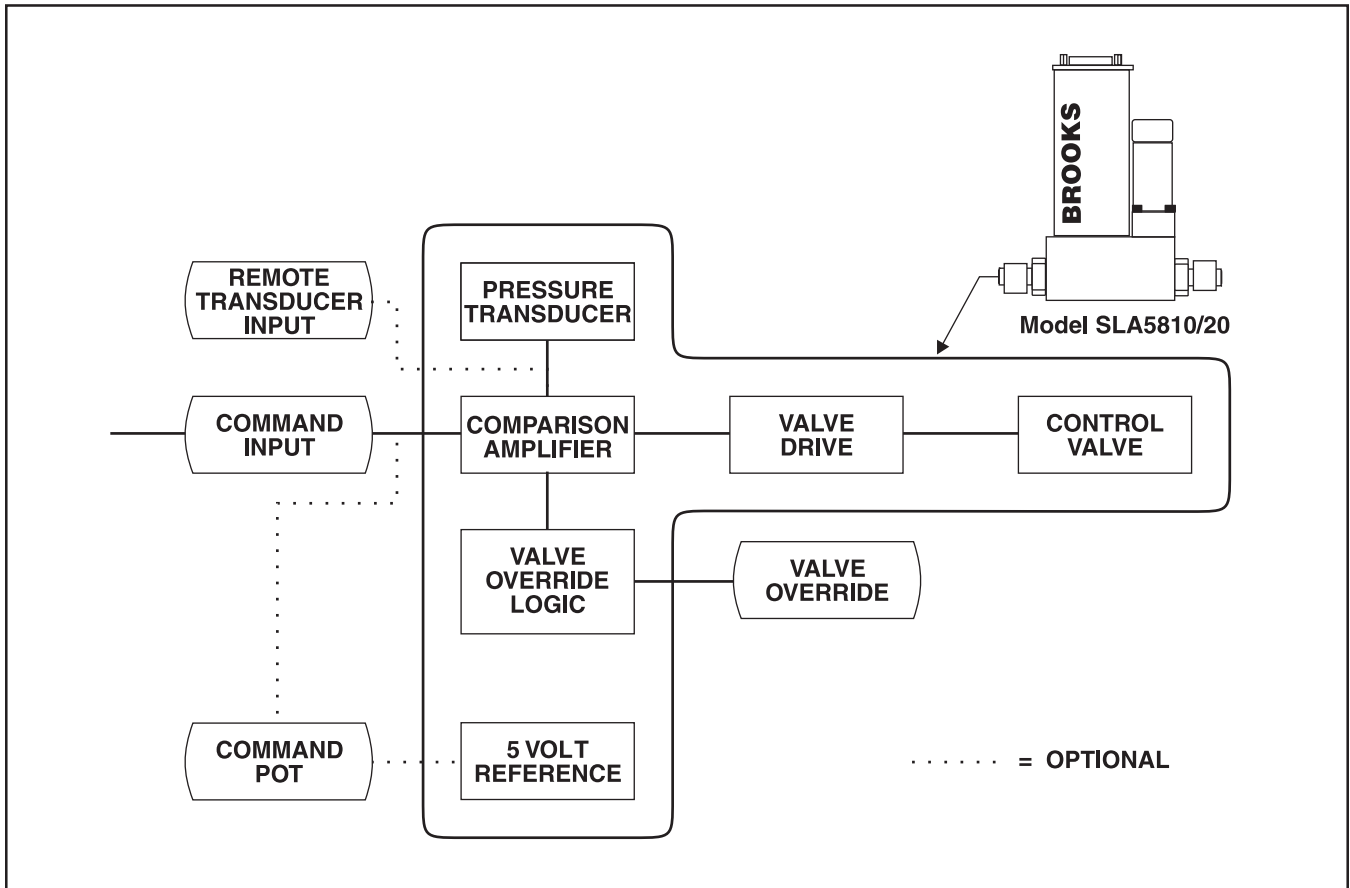 BROOKS
Model SLA5810/20
REMOTE
TRANSDUCER
INPUT
PRESSURE
TRANSDUCER
COMMAND
INPUT
COMPARISON
AMPLIFIER
VALVE
DRIVE
CONTROL
VALVE
VALVE
OVERRIDE
LOGIC
VALVE
OVERRIDE
COMMAND
POT
5 VOLT
REFERENCE
= OPTIONAL